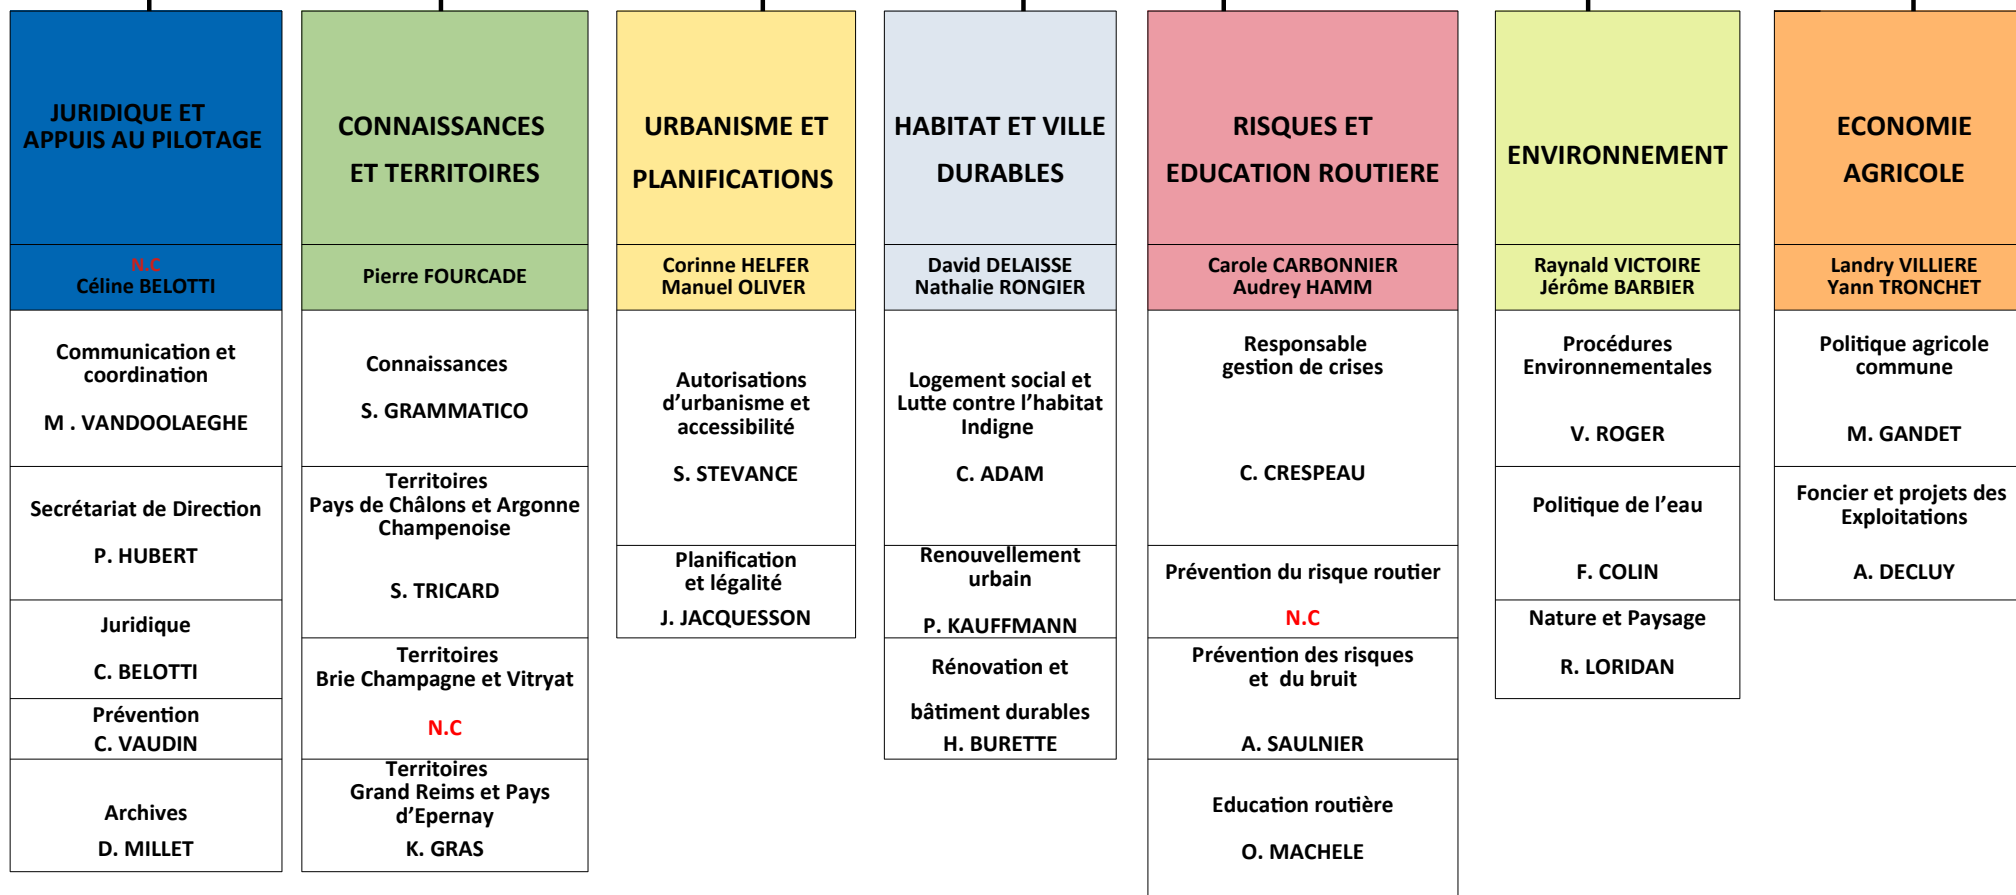 JURIDIQUE ET
APPUIS AU PILOTAGE
N.C
Céline BELOTTI
Communication et
coordination
M . VANDOOLAEGHE
Secrétariat de Direction
P. HUBERT
Juridique
C. BELOTTI
Prévention
C. VAUDIN
Archives
D. MILLET
CONNAISSANCES
ET TERRITOIRES
Pierre FOURCADE
Connaissances
S. GRAMMATICO
Territoires
Pays de Châlons et Argonne
Champenoise
S. TRICARD
Territoires
Brie Champagne et Vitryat
N.C
Territoires
Grand Reims et Pays
d’Epernay
K. GRAS
URBANISME ET
PLANIFICATIONS
Corinne HELFER
Manuel OLIVER
Autorisations
d'urbanisme et
accessibilité
S. STEVANCE
Planification
et légalité
J. JACQUESSON
HABITAT ET VILLE
DURABLES
David DELAISSE
Nathalie RONGIER
Logement social et
Lutte contre l’habitat
Indigne
C. ADAM
Renouvellement
urbain
P. KAUFFMANN
Rénovation et
bâtiment durables
H. BURETTE
RISQUES ET
EDUCATION ROUTIERE
Carole CARBONNIER
Audrey HAMM
Responsable
gestion de crises
C. CRESPEAU
Prévention du risque routier
N.C
Prévention des risques
et du bruit
A. SAULNIER
Education routière
O. MACHELE
ENVIRONNEMENT
Raynald VICTOIRE
Jérôme BARBIER
Procédures
Environnementales
V. ROGER
Politique de l’eau
F. COLIN
Nature et Paysage
R. LORIDAN
ECONOMIE
AGRICOLE
Landry VILLIERE
Yann TRONCHET
Politique agricole
commune
M. GANDET
Foncier et projets des
Exploitations
A. DECLUY